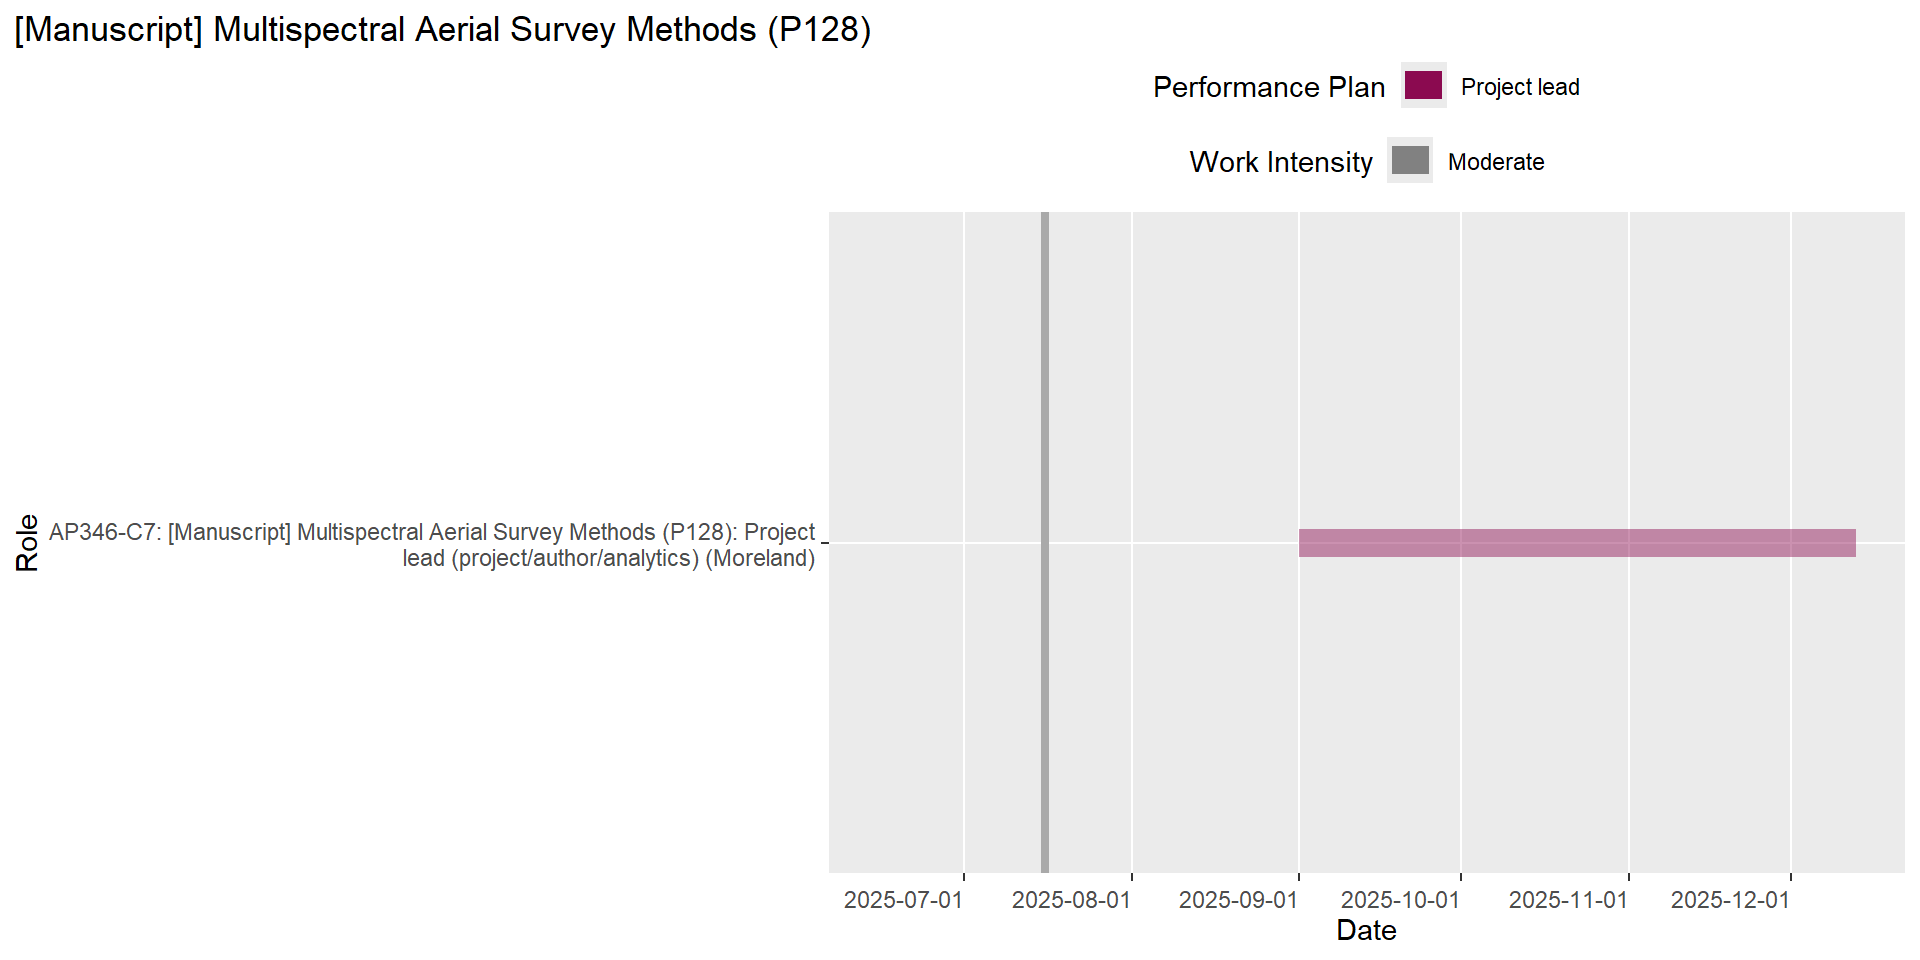 [Manuscript] Multispectral Aerial Survey Methods (P128)
Performance Plan
Project lead
Work Intensity
Moderate
Role
AP346-C7: [Manuscript] Multispectral Aerial Survey Methods (P128): Project
lead (project/author/analytics) (Moreland)
2025-07-01
2025-08-01
2025-09-01
2025-10-01
2025-11-01
2025-12-01
Date